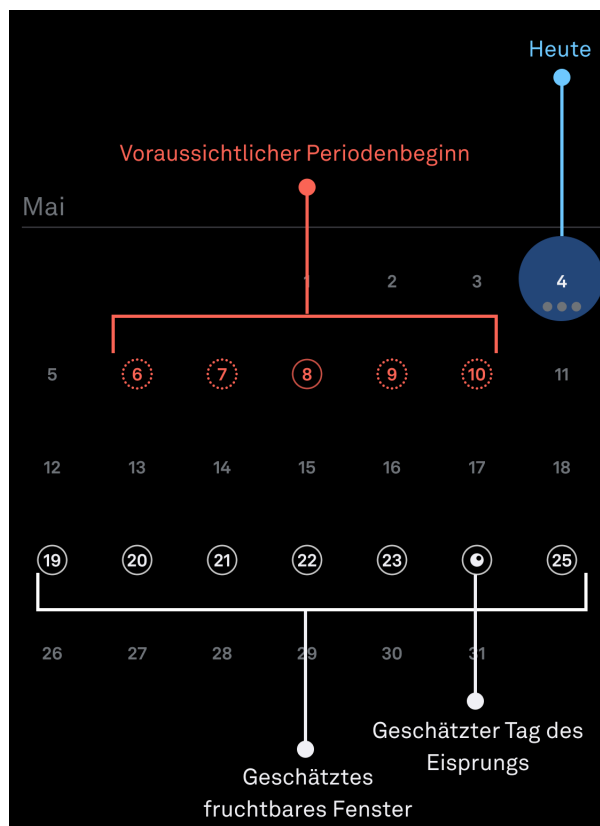 Heute
Voraussichtlicher Periodenbeginn
Mai
1 2 3 4
5 6 7 8 9 10 11
12 13 14 15 16 17 18
19 20 21 22 23 25
26 27 28 29 30 31
Geschätzter Tag des
Eisprungs
Geschätztes
fruchtbares Fenster